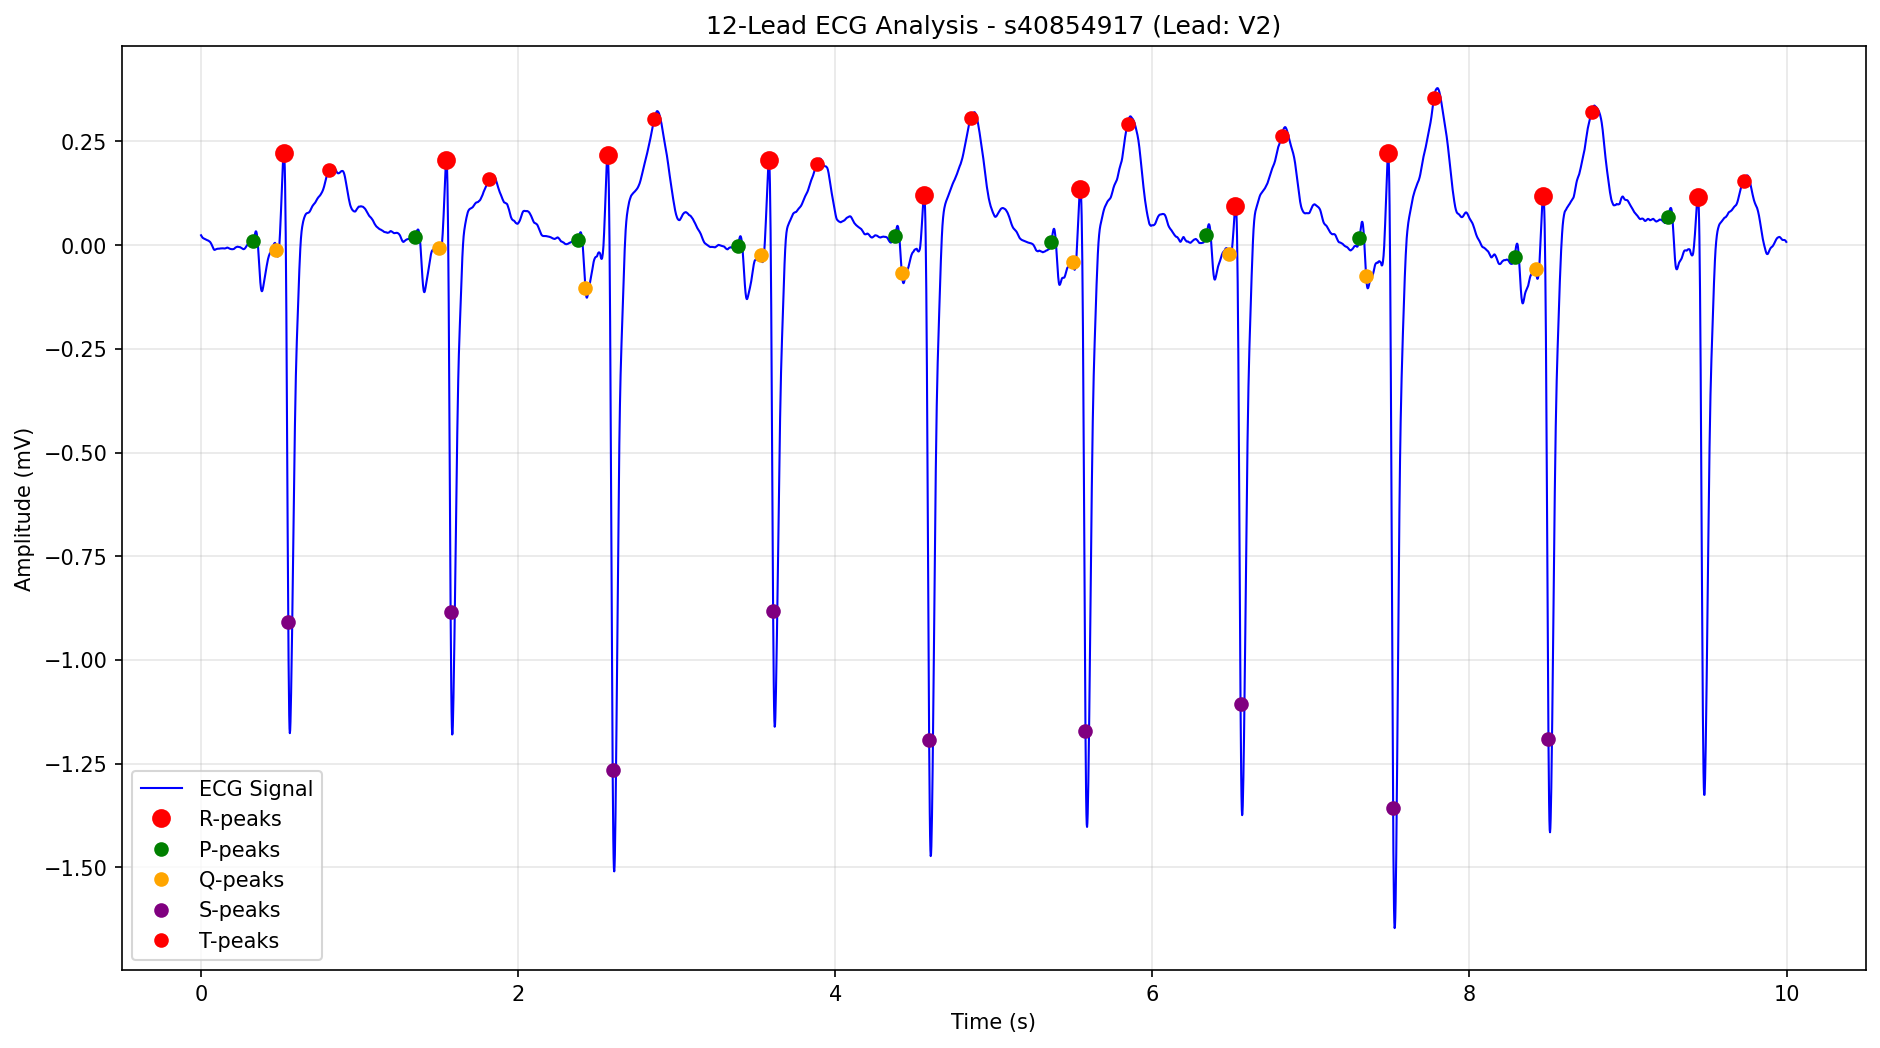 12-Lead ECG Analysis - s40854917 (Lead: V2)
Amplitude (mV)
0.25
0.00
−0.25
−0.50
−0.75
−1.00
−1.25
−1.50
ECG Signal
R-peaks
P-peaks
Q-peaks
S-peaks
T-peaks
0 2 4 6 8 10
Time (s)